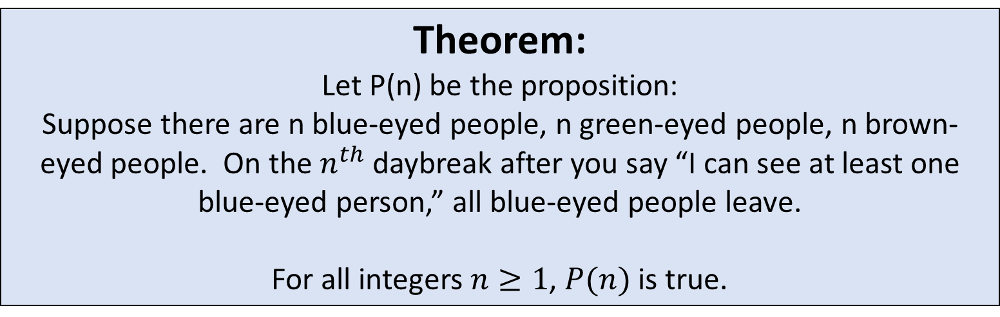 Theorem:
Let P(n) be the proposition:
Suppose there are n blue-eyed people, n green-eyed people, n brown-
eyed people.  On the $n^{th}$ daybreak after you say “I can see at least one
blue-eyed person,” all blue-eyed people leave.
For all integers $n \geq 1$, $P(n)$ is true.